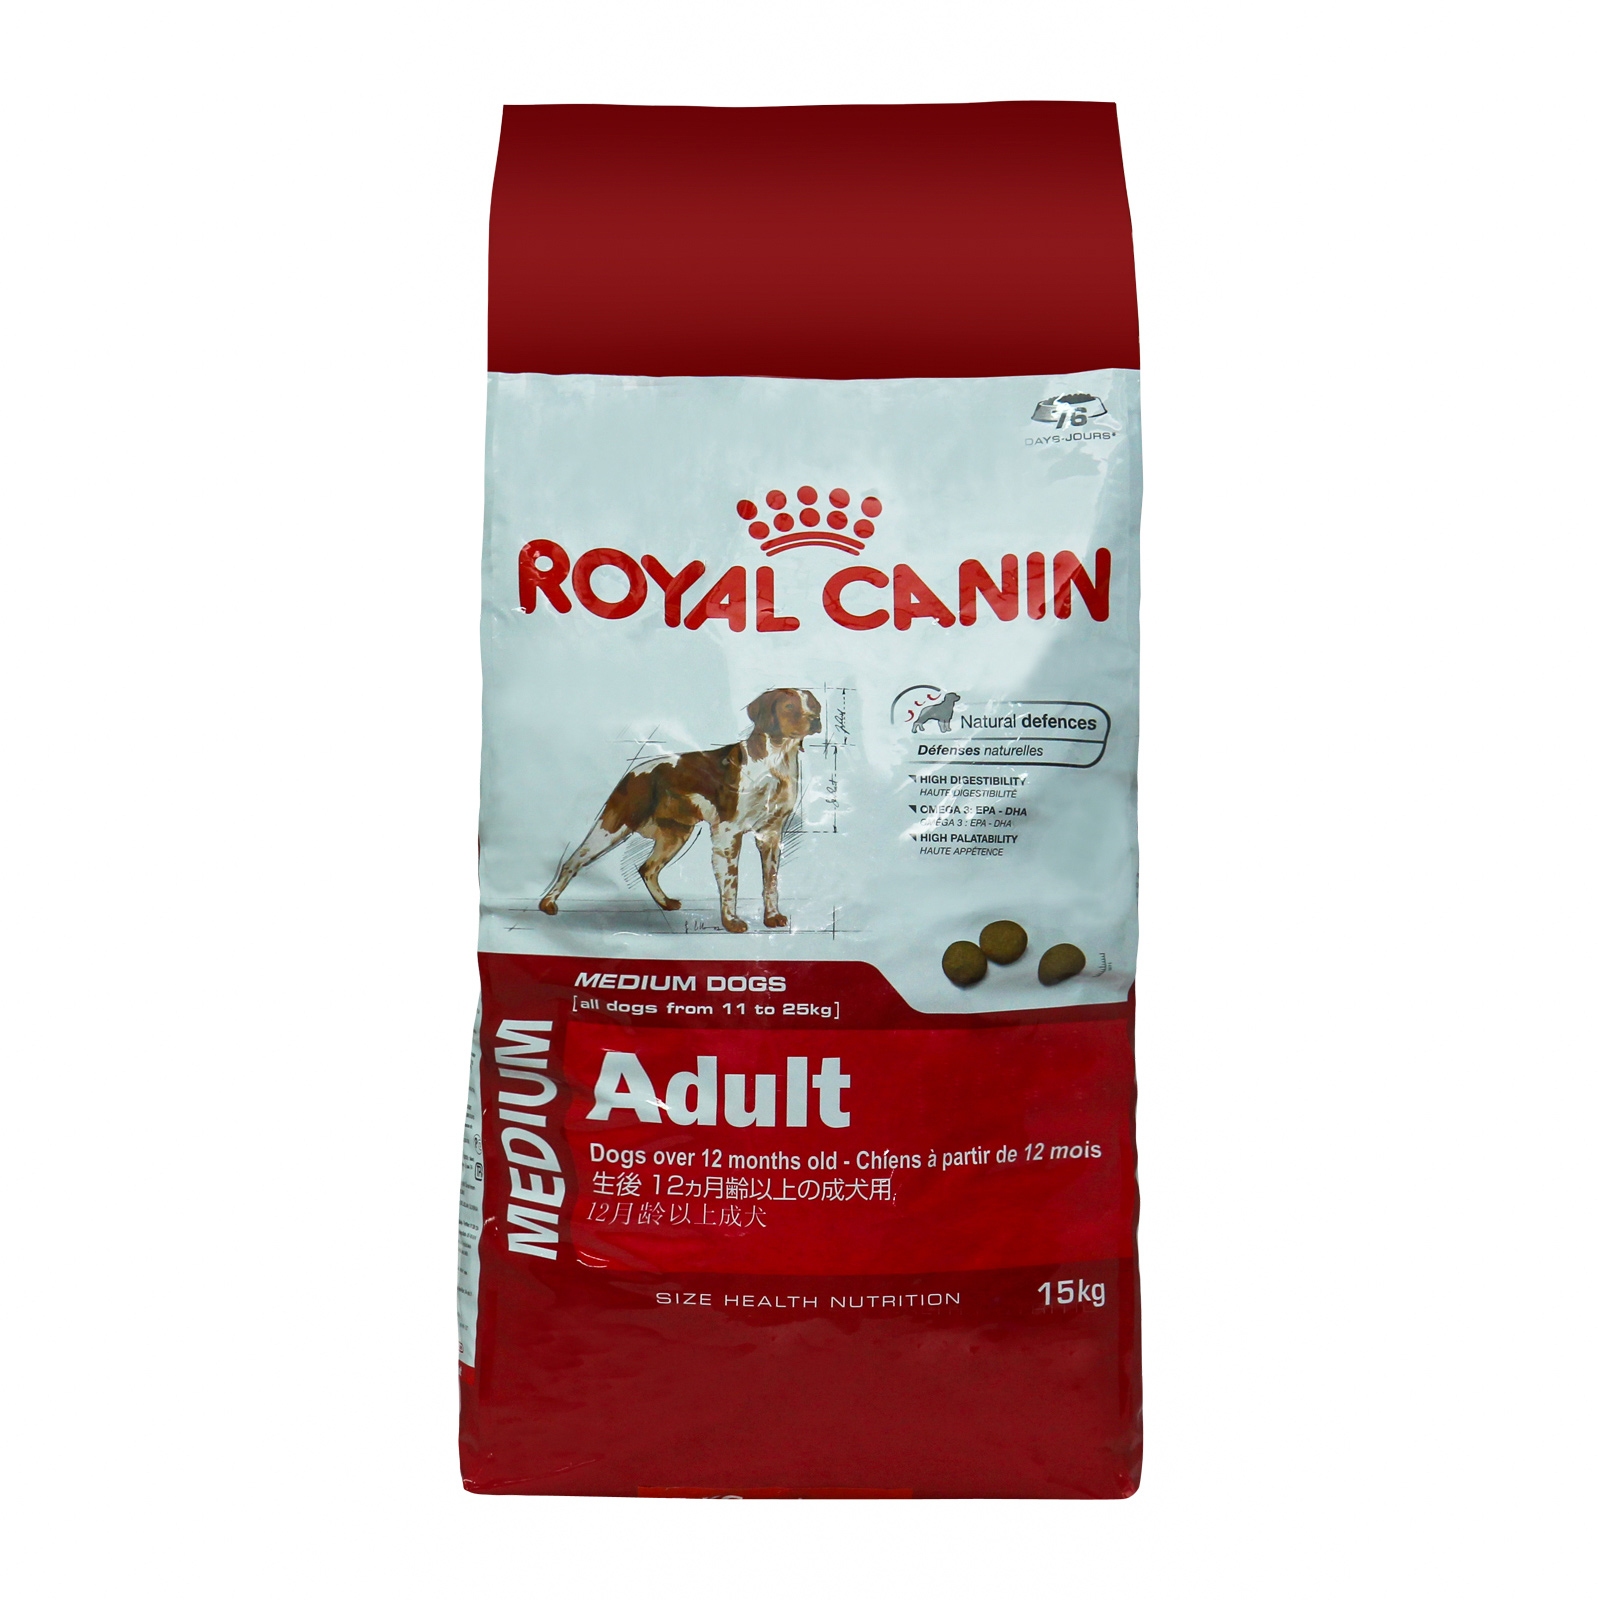 76
DAYS-JOURS*
ROYAL CANIN
Natural defences
Défenses naturelles
HIGH DIGESTIBILITY
HAUTE DIGESTIBILITÉ
OMEGA 3: EPA - DHA
OMÉGA 3 : EPA - DHA
HIGH PALATABILITY
HAUTE APPÉTENCE
MEDIUM DOGS
[all dogs from 11 to 25kg]
MEDIUM
Adult
Dogs over 12 months old - Chiens à partir de 12 mois
生後 12ヵ月齢以上の成犬用
12月龄以上成犬
SIZE HEALTH NUTRITION
15kg